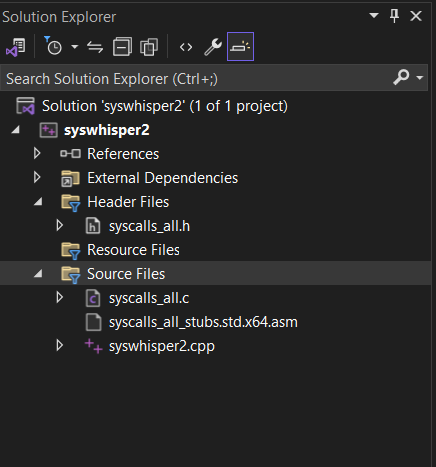 Solution Explorer
Search Solution Explorer (Ctrl+;)
Solution 'syswhisper2' (1 of 1 project)
syswhisper2
References
External Dependencies
Header Files
syscalls_all.h
Resource Files
Source Files
syscalls_all.c
syscalls_all_stubs.std.x64.asm
syswhisper2.cpp